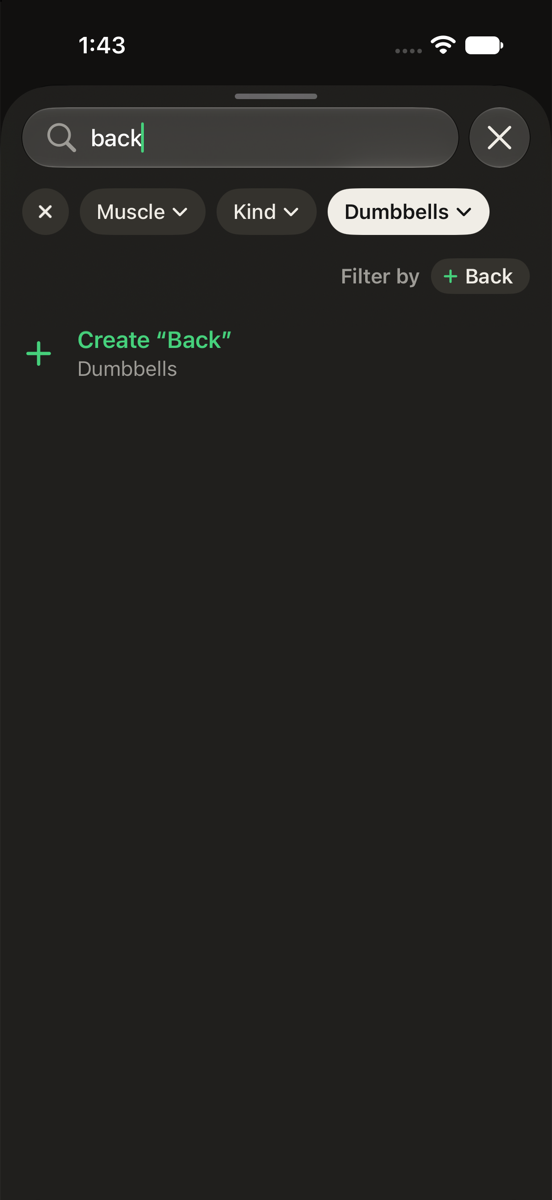 1:43
back
Muscle
Kind
Dumbbells
Filter by + Back
Create “Back”
Dumbbells